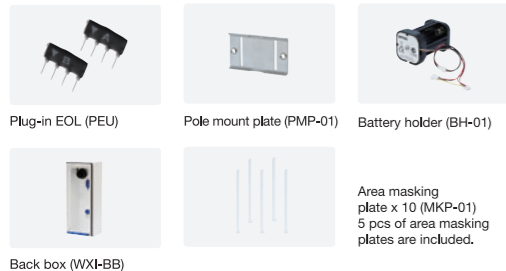 Plug-in EOL (PEU)
Pole mount plate (PMP-01)
Battery holder (BH-01)
Back box (WXI-BB)
Area masking
plate x 10 (MKP-01)
5 pcs of area masking
plates are included.